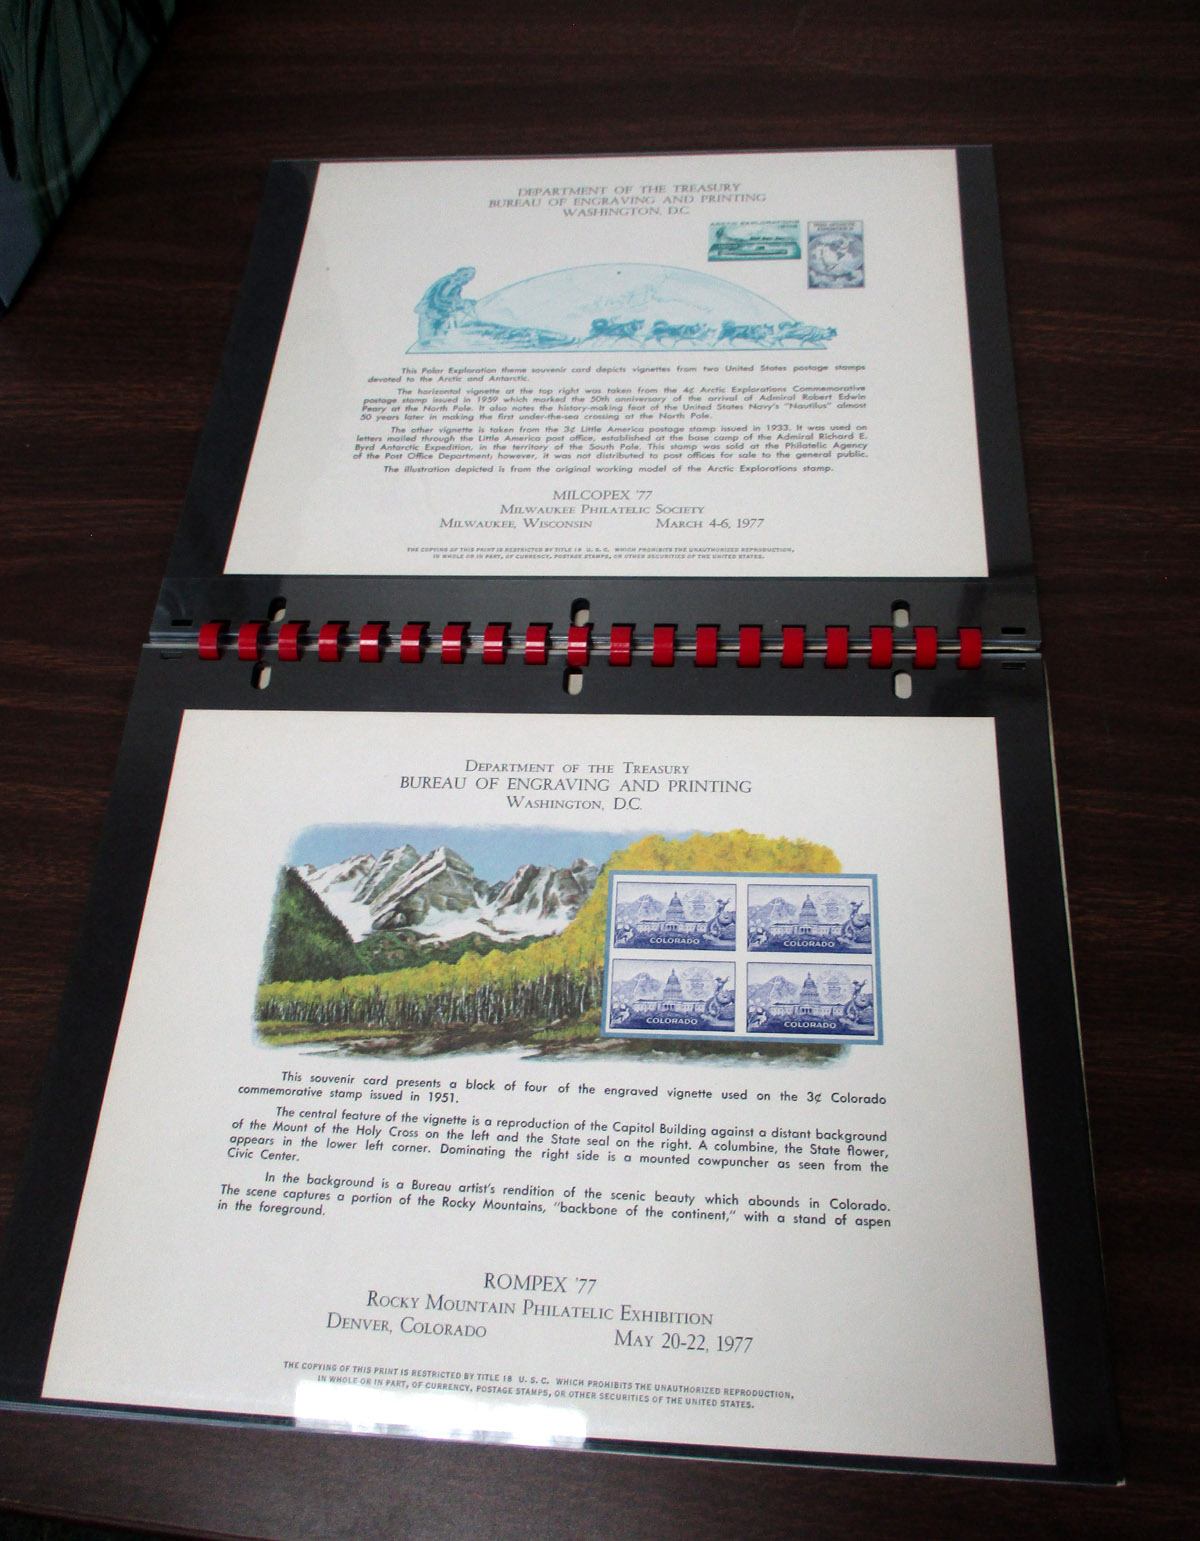 DEPARTMENT OF THE TREASURY
BUREAU OF ENGRAVING AND PRINTING
WASHINGTON, D.C.
ARCTIC EXPLORATIONS
This Polar Exploration theme souvenir card depicts vignettes from two United States postage stamps
devoted to the Arctic and Antarctic.
The horizontal vignette at the top right was taken from the 4¢ Arctic Explorations Commemorative
postage stamp issued in 1959 which marked the 50th anniversary of the arrival of Admiral Robert Edwin
Peary at the North Pole. It also notes the history-making feat of the United States Navy's "Nautilus" almost
50 years later in making the first under-the-sea crossing at the North Pole.
The other vignette is taken from the 3¢ Little America postage stamp issued in 1933. It was used on
letters mailed through the Little America post office, established at the base camp of the Admiral Richard E.
Byrd Antarctic Expedition, in the territory of the South Pole. This stamp was sold at the Philatelic Agency
of the Post Office Department; however, it was not distributed to post offices for sale to the general public.
The illustration depicted is from the original working model of the Arctic Explorations stamp.
MILCOPEX '77
MILWAUKEE PHILATELIC SOCIETY
MILWAUKEE, WISCONSIN MARCH 4-6, 1977
THE COPYING OF THIS PRINT IS RESTRICTED BY TITLE 18 U. S. C. WHICH PROHIBITS THE UNAUTHORIZED REPRODUCTION,
IN WHOLE OR IN PART, OF CURRENCY, POSTAGE STAMPS, OR OTHER SECURITIES OF THE UNITED STATES.
DEPARTMENT OF THE TREASURY
BUREAU OF ENGRAVING AND PRINTING
WASHINGTON, D.C.
COLORADO
COLORADO
COLORADO
COLORADO
This souvenir card presents a block of four of the engraved vignette used on the 3¢ Colorado
commemorative stamp issued in 1951.
The central feature of the vignette is a reproduction of the Capitol Building against a distant background
of the Mount of the Holy Cross on the left and the State seal on the right. A columbine, the State flower,
appears in the lower left corner. Dominating the right side is a mounted cowpuncher as seen from the
Civic Center.
In the background is a Bureau artist's rendition of the scenic beauty which abounds in Colorado.
The scene captures a portion of the Rocky Mountains, "backbone of the continent," with a stand of aspen
in the foreground.
ROMPEX '77
ROCKY MOUNTAIN PHILATELIC EXHIBITION
DENVER, COLORADO MAY 20-22, 1977
THE COPYING OF THIS PRINT IS RESTRICTED BY TITLE 18 U. S. C. WHICH PROHIBITS THE UNAUTHORIZED REPRODUCTION,
IN WHOLE OR IN PART, OF CURRENCY, POSTAGE STAMPS, OR OTHER SECURITIES OF THE UNITED STATES.